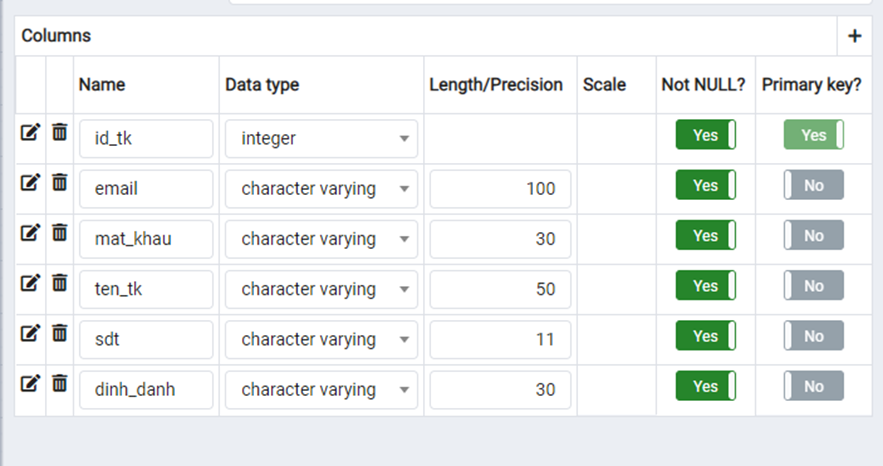 Columns +
Name Data type Length/Precision Scale Not NULL? Primary key?
id_tk integer Yes Yes
email character varying 100 Yes No
mat_khau character varying 30 Yes No
ten_tk character varying 50 Yes No
sdt character varying 11 Yes No
dinh_danh character varying 30 Yes No